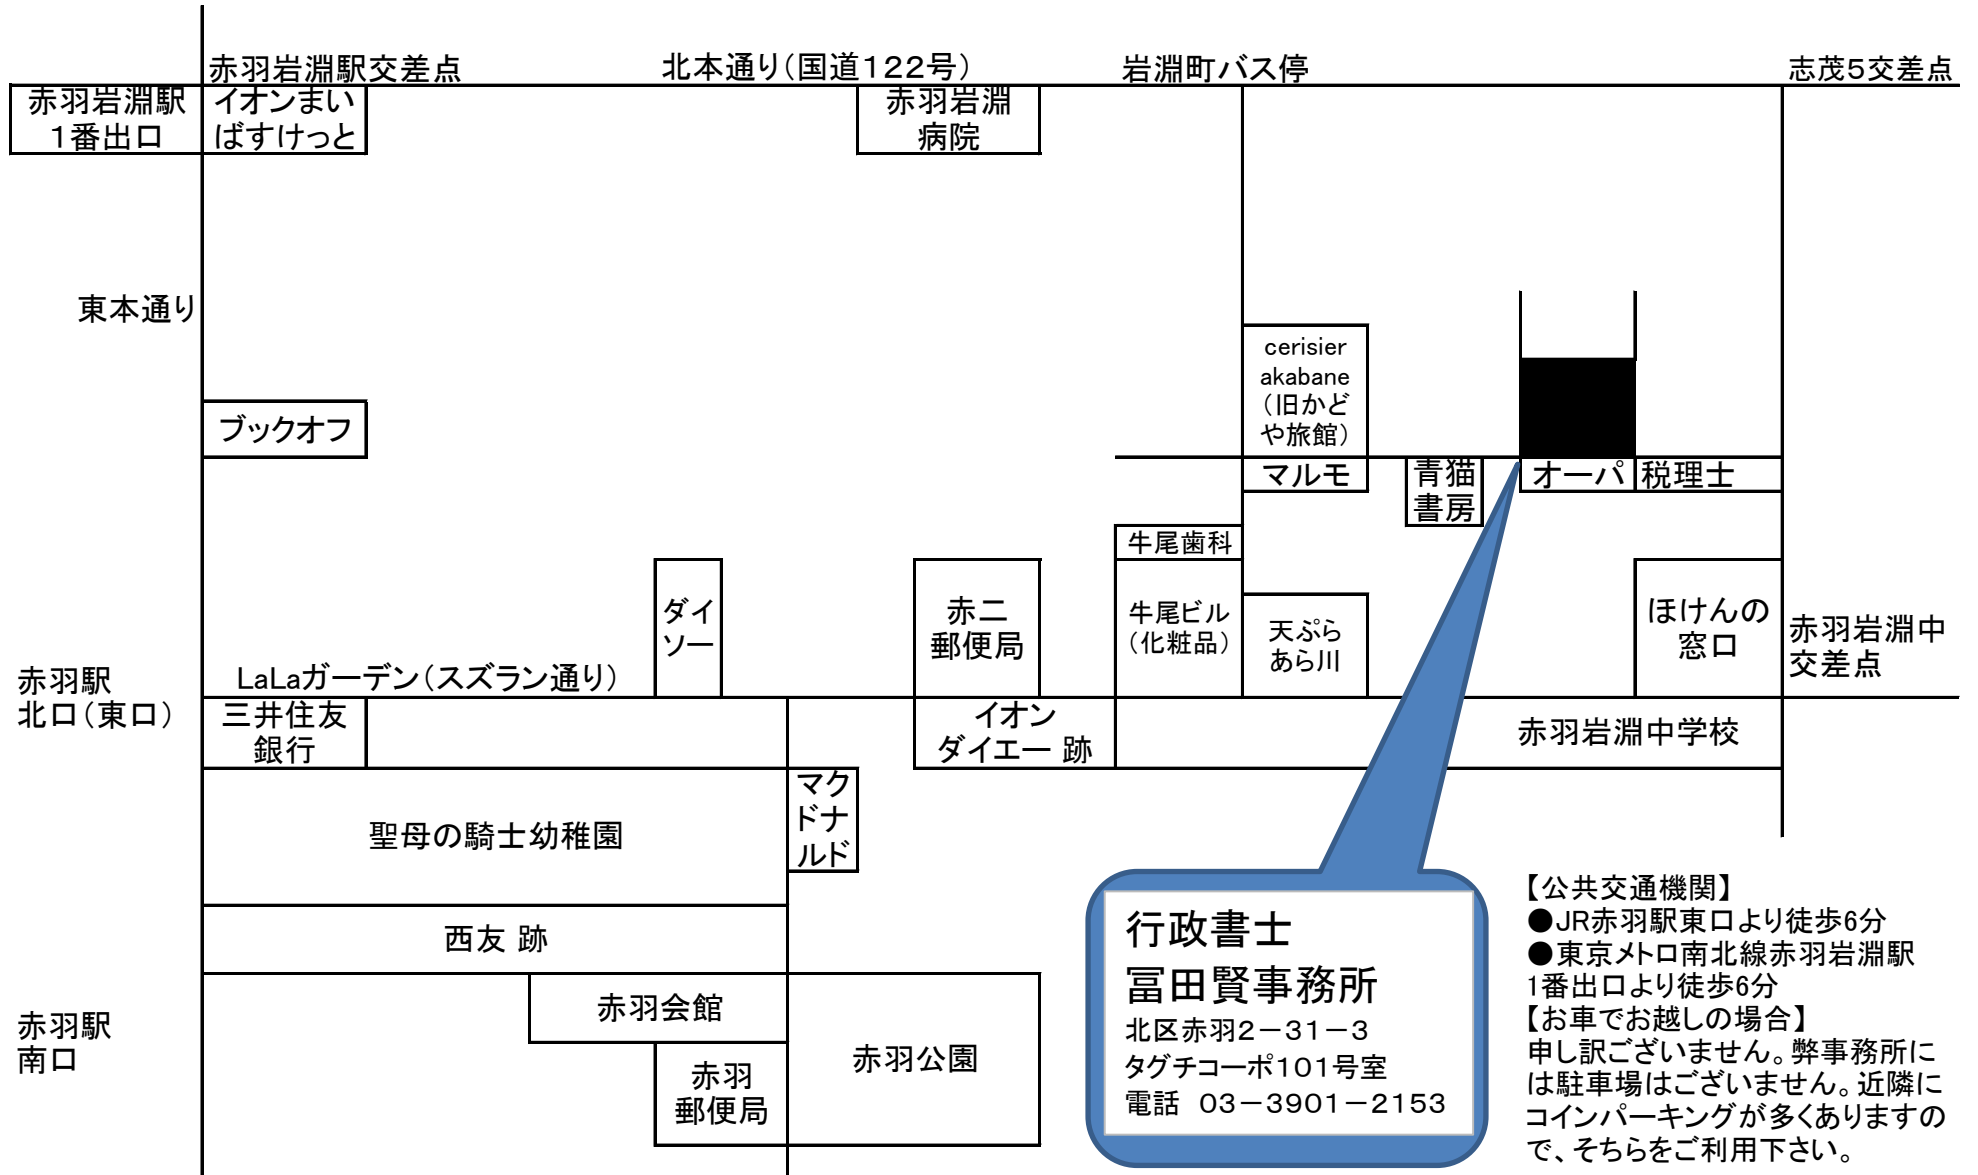 赤羽岩淵駅交差点
北本通り（国道122号）
岩淵町バス停
志茂5交差点
赤羽岩淵駅
1番出口
イオンまい
ばすけっと
赤羽岩淵
病院
東本通り
cerisier
akabane
（旧かど
や旅館）
ブックオフ
マルモ
青猫
書房
オーパ
税理士
牛尾歯科
ダイ
ソー
赤二
郵便局
牛尾ビル
（化粧品）
天ぷら
あら川
ほけんの
窓口
赤羽岩淵中
交差点
赤羽駅
北口（東口）
LaLaガーデン（スズラン通り）
三井住友
銀行
イオン
ダイエー 跡
赤羽岩淵中学校
マク
ドナ
ルド
聖母の騎士幼稚園
西友 跡
赤羽会館
赤羽駅
南口
赤羽
郵便局
赤羽公園
行政書士
冨田賢事務所
北区赤羽2－31－3
タグチコーポ101号室
電話 03－3901－2153
【公共交通機関】
●JR赤羽駅東口より徒歩6分
●東京メトロ南北線赤羽岩淵駅
1番出口より徒歩6分
【お車でお越しの場合】
申し訳ございません。弊事務所に
は駐車場はございません。近隣に
コインパーキングが多くありますの
で、そちらをご利用下さい。